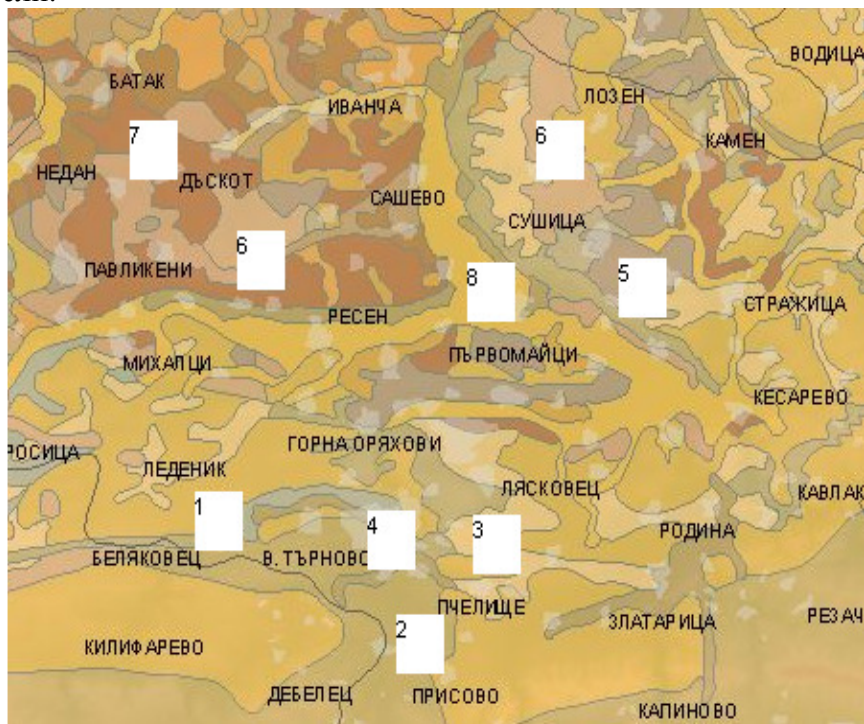 ВОДИЦА
БАТАК
ЛОЗЕН
ИВАНЧА
7
6
КАМЕН
НЕДАН
ДЪСКОТ
САШЕВО
СУШИЦА
6
ПАВЛИКЕНИ
8
5
СТРАЖИЦА
РЕСЕН
МИХАЛЦИ
ПЪРВОМАЙЦИ
КЕСАРЕВО
РОСИЦА
ГОРНА ОРЯХОВИ
ЛЕДЕНИК
ЛЯСКОВЕЦ
КАВЛАК
1
4
3
РОДИНА
БЕЛЯКОВЕЦ
В. ТЪРНОВО
ПЧЕЛИЩЕ
2
ЗЛАТАРИЦА
РЕЗАЧ
КИЛИФАРЕВО
ДЕБЕЛЕЦ
ПРИСОВО
КАПИНОВО